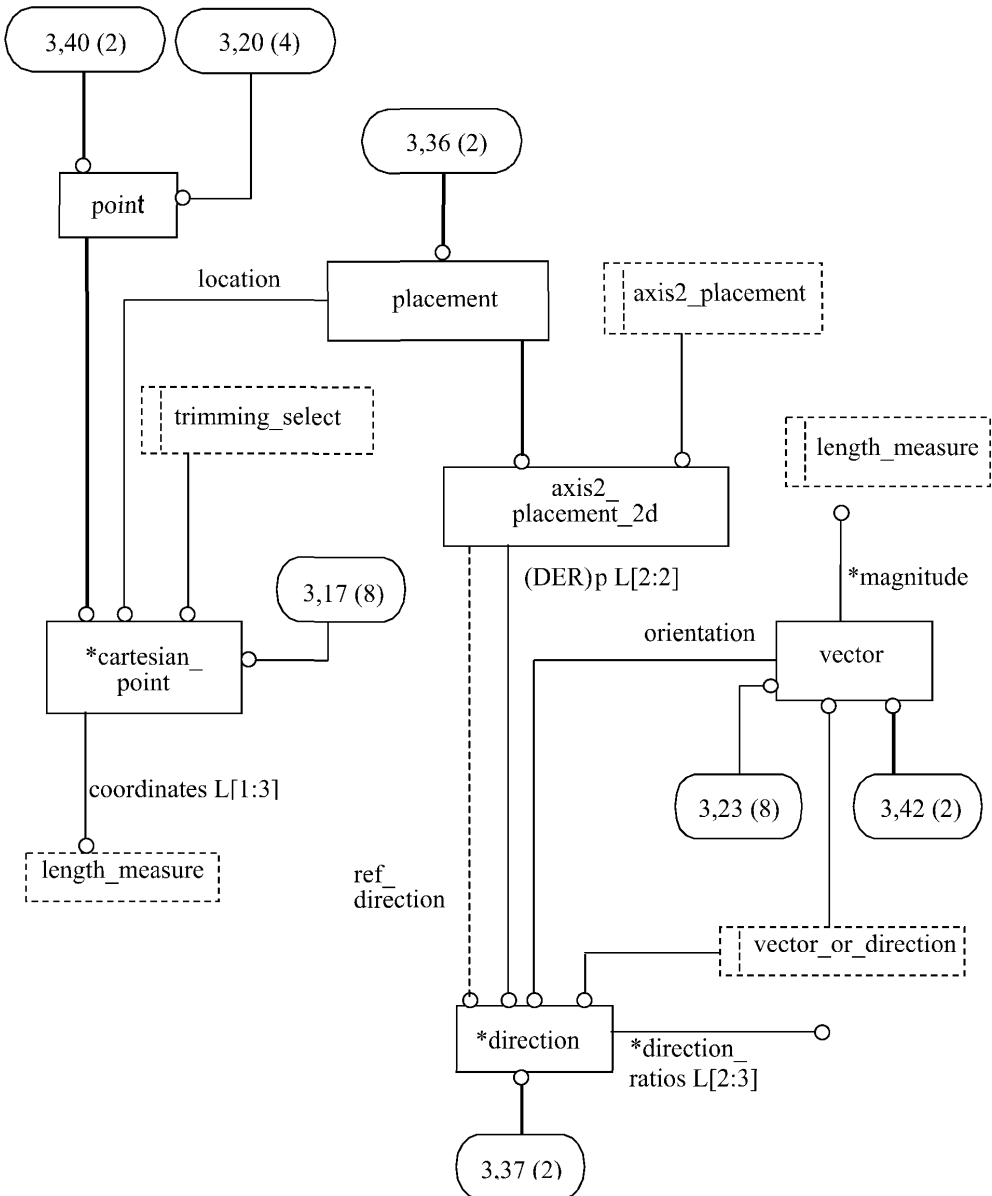 3,40 (2)
3,20 (4)
3,36 (2)
point
location
placement
axis2_placement
trimming_select
length_measure
axis2_
placement_2d
(DER)p L[2:2]
*magnitude
3,17 (8)
orientation
vector
*cartesian_
point
coordinates L[1:3]
3,23 (8)
3,42 (2)
length_measure
ref_
direction
vector_or_direction
*direction
*direction_
ratios L[2:3]
3,37 (2)